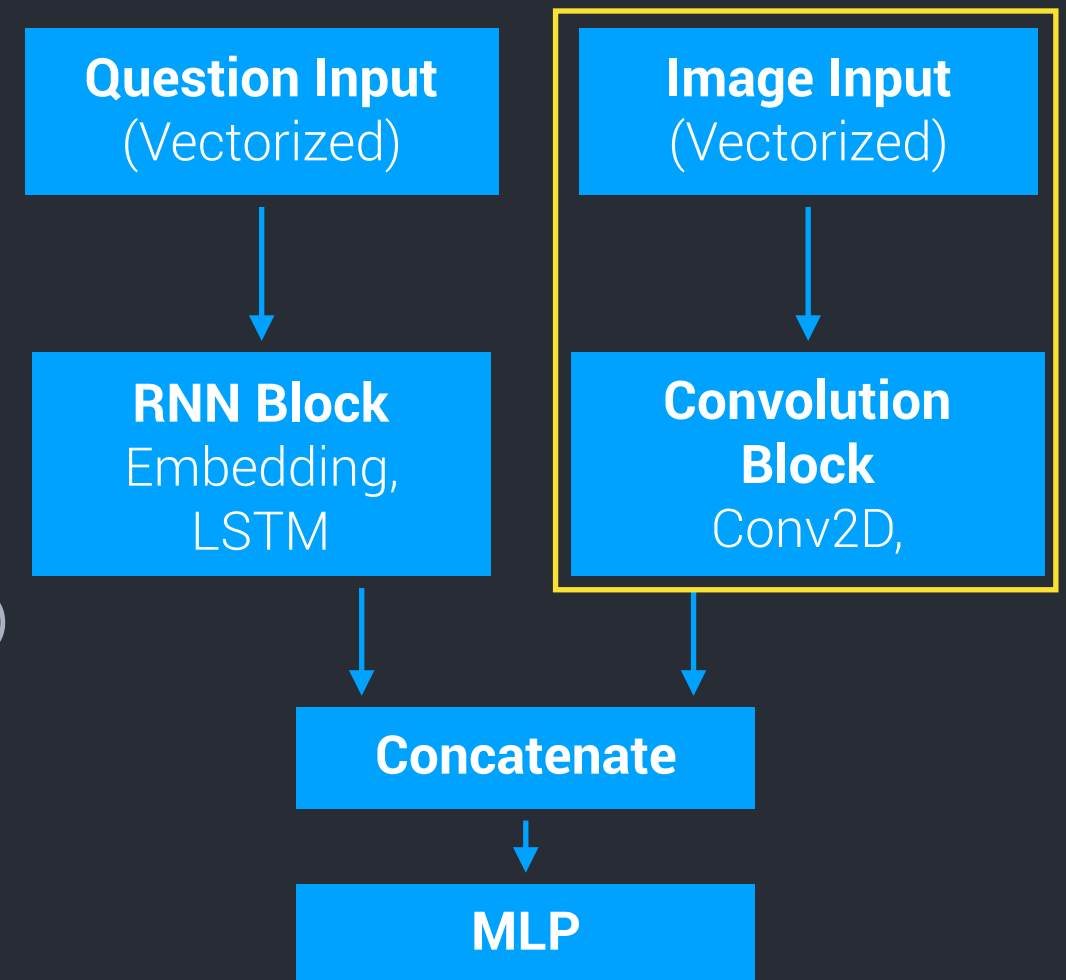 Question Input
(Vectorized)
Image Input
(Vectorized)
RNN Block
Embedding,
LSTM
Convolution
Block
Conv2D,
Concatenate
MLP